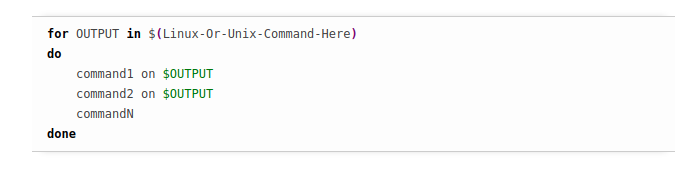 for OUTPUT in $(Linux-Or-Unix-Command-Here)
do
    command1 on $OUTPUT
    command2 on $OUTPUT
    commandN
done